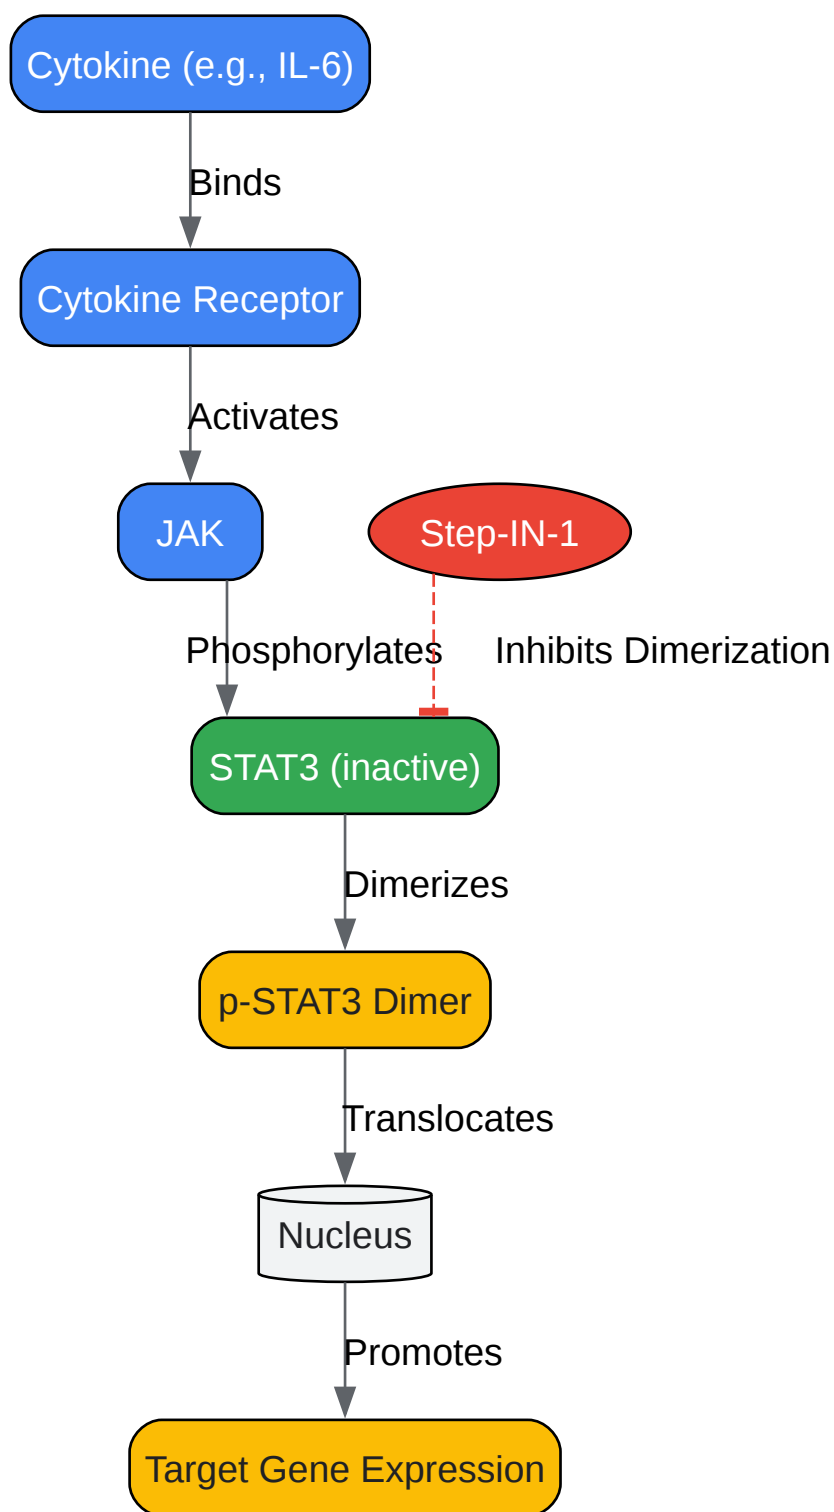 Cytokine (e.g., IL-6)
Binds
Cytokine Receptor
Activates
JAK
Step-IN-1
Phosphorylates
Inhibits Dimerization
STAT3 (inactive)
Dimerizes
p-STAT3 Dimer
Translocates
Nucleus
Promotes
Target Gene Expression